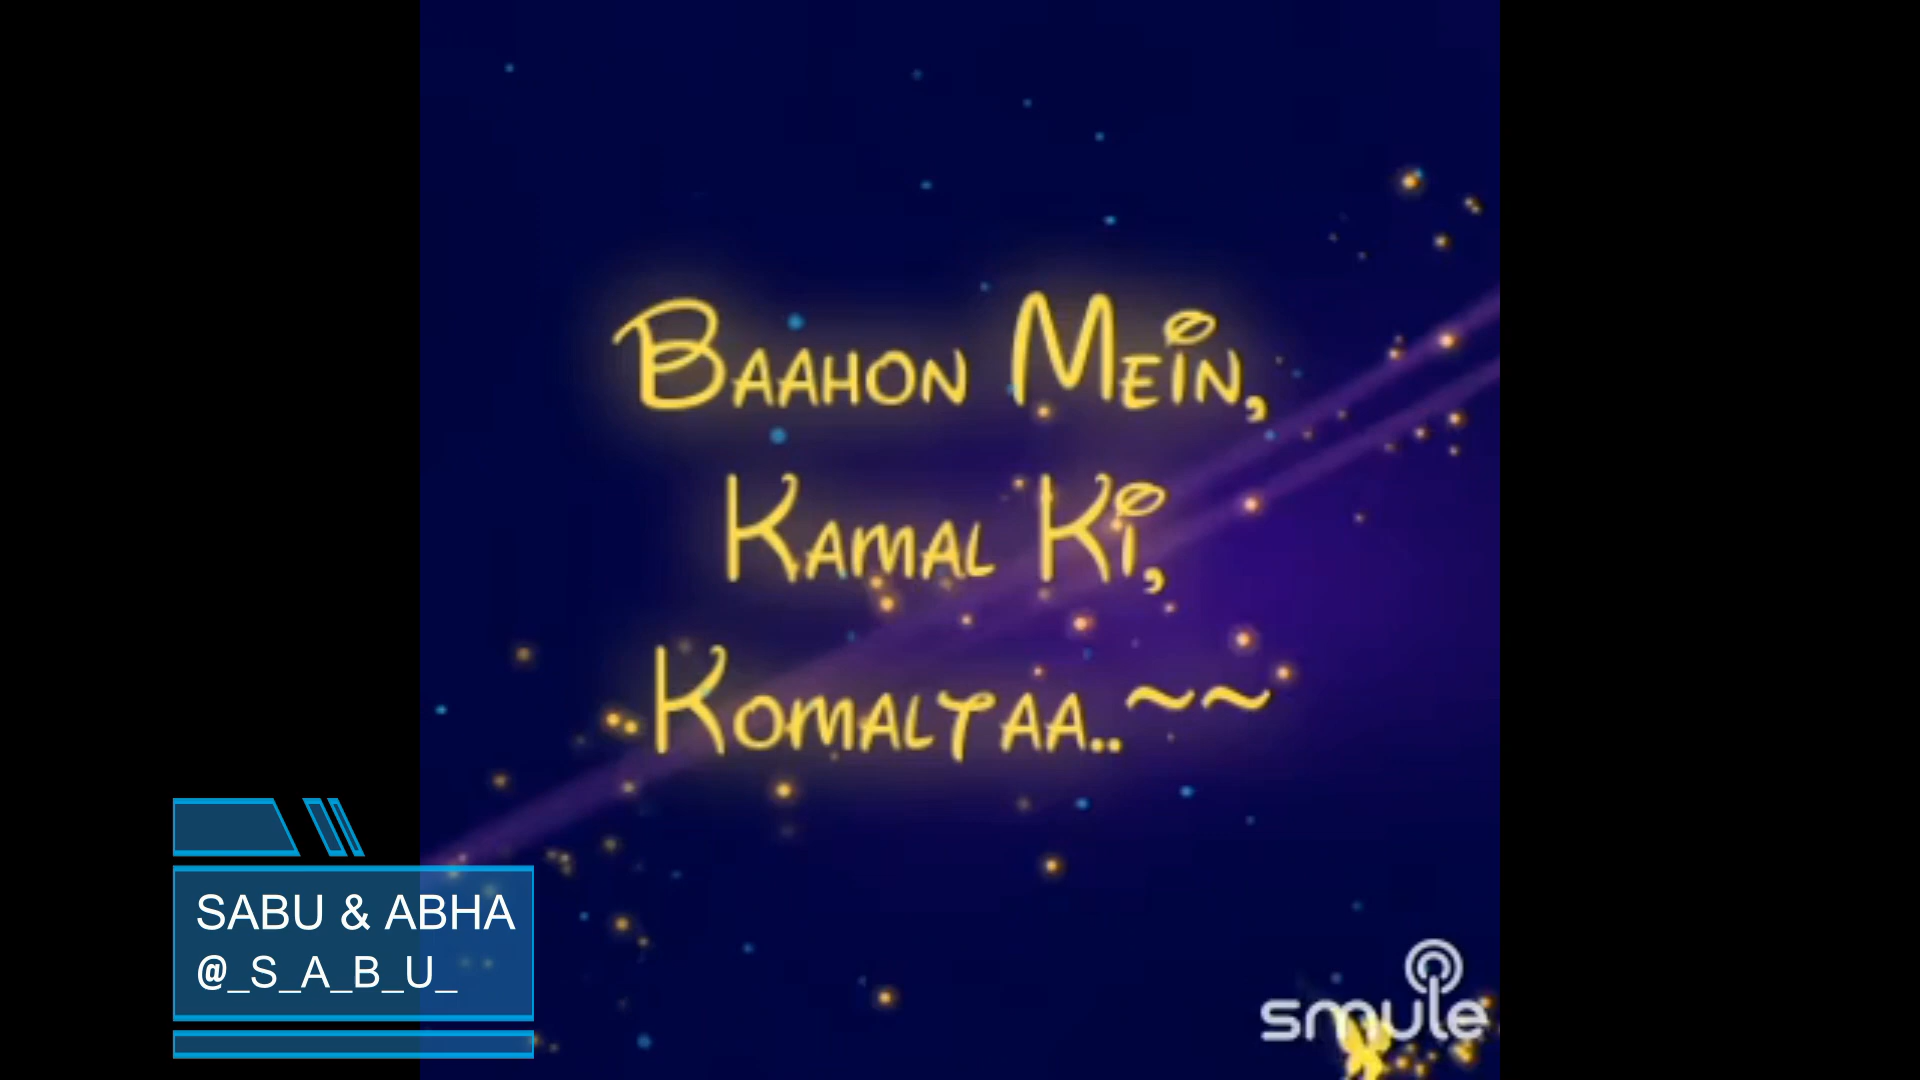 Baahon Mein,
Kamal Ki,
Komaltaa..~~
SABU & ABHA
@_S_A_B_U_
smule